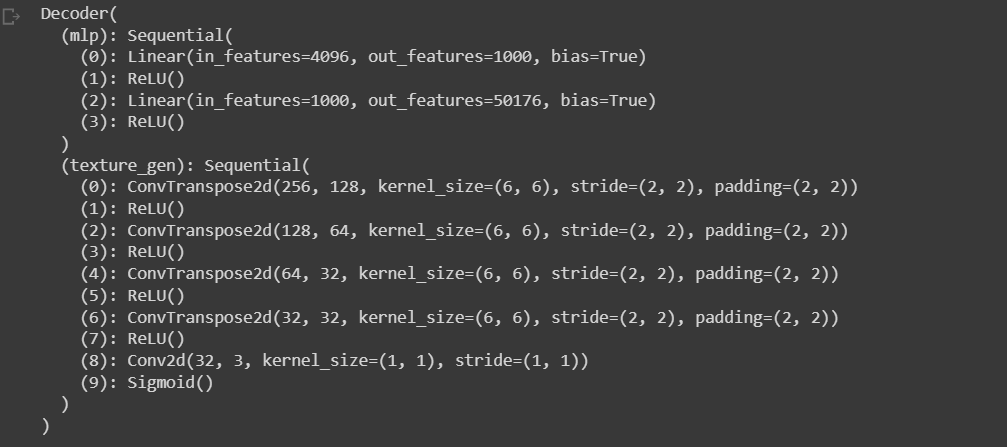 Decoder(
  (mlp): Sequential(
    (0): Linear(in_features=4096, out_features=1000, bias=True)
    (1): ReLU()
    (2): Linear(in_features=1000, out_features=50176, bias=True)
    (3): ReLU()
  )
  (texture_gen): Sequential(
    (0): ConvTranspose2d(256, 128, kernel_size=(6, 6), stride=(2, 2), padding=(2, 2))
    (1): ReLU()
    (2): ConvTranspose2d(128, 64, kernel_size=(6, 6), stride=(2, 2), padding=(2, 2))
    (3): ReLU()
    (4): ConvTranspose2d(64, 32, kernel_size=(6, 6), stride=(2, 2), padding=(2, 2))
    (5): ReLU()
    (6): ConvTranspose2d(32, 32, kernel_size=(6, 6), stride=(2, 2), padding=(2, 2))
    (7): ReLU()
    (8): Conv2d(32, 3, kernel_size=(1, 1), stride=(1, 1))
    (9): Sigmoid()
  )
)